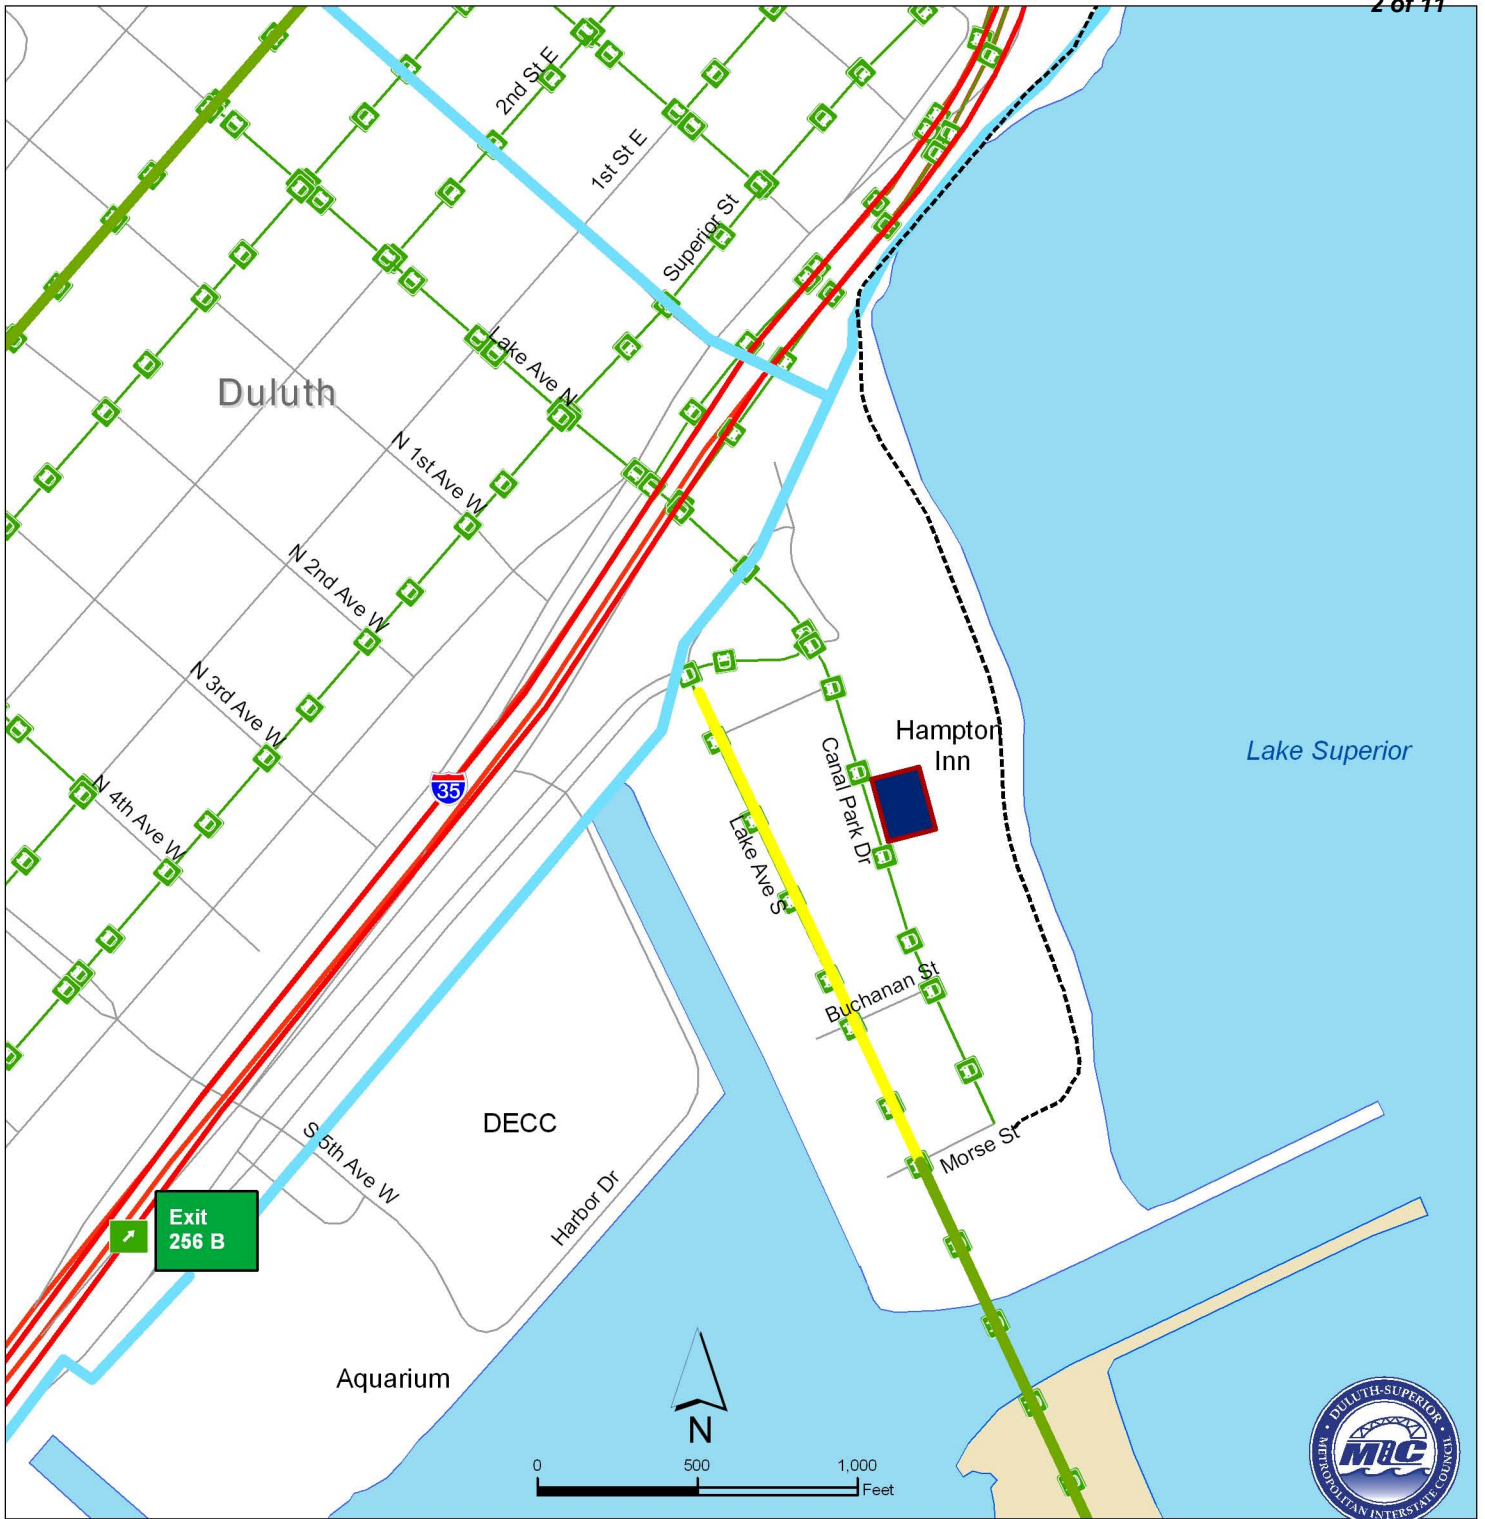 2 of 11
2nd St E
1st St E
Superior St
Lake Ave N
Duluth
N 1st Ave W
N 2nd Ave W
N 3rd Ave W
N 4th Ave W
35
Hampton
Inn
Canal Park Dr
Lake Superior
Lake Ave S
Buchanan St
DECC
S 5th Ave W
Morse St
Harbor Dr
Exit
256 B
Aquarium
N
0 500 1,000
Feet
DULUTH-SUPERIOR
MIC
METROPOLITAN INTERSTATE COUNCIL